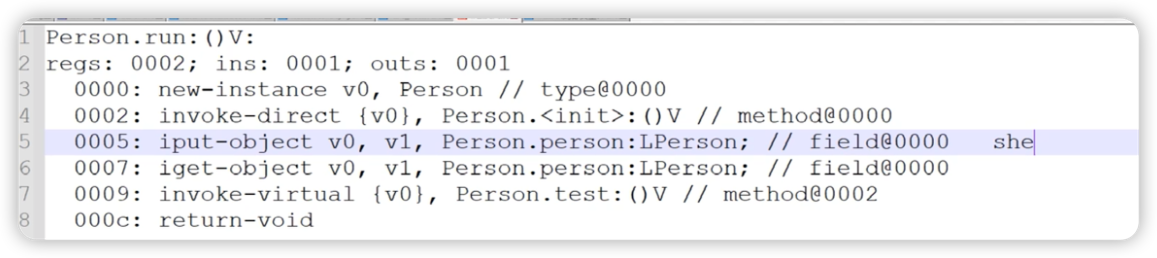 1 Person.run:()V:
2 regs: 0002; ins: 0001; outs: 0001
3 0000: new-instance v0, Person // type@0000
4 0002: invoke-direct {v0}, Person.<init>:()V // method@0000
5 0005: iput-object v0, v1, Person.person:LPerson; // field@0000 she
6 0007: iget-object v0, v1, Person.person:LPerson; // field@0000
7 0009: invoke-virtual {v0}, Person.test:()V // method@0002
8 000c: return-void